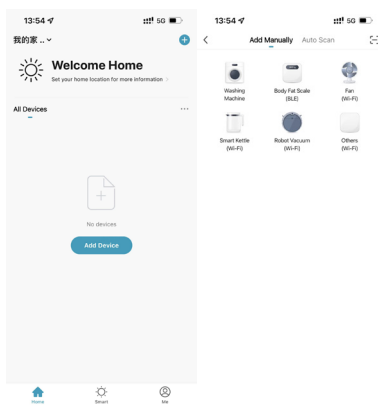 13:54
5G
我的家 ..
Welcome Home
Set your home location for more information
All Devices
...
No devices
Add Device
Home
Smart
Me
13:54
5G
Add Manually
Auto Scan
Washing
Machine
Body Fat Scale
(BLE)
Fan
(Wi-Fi)
Smart Kettle
(Wi-Fi)
Robot Vacuum
(Wi-Fi)
Others
(Wi-Fi)